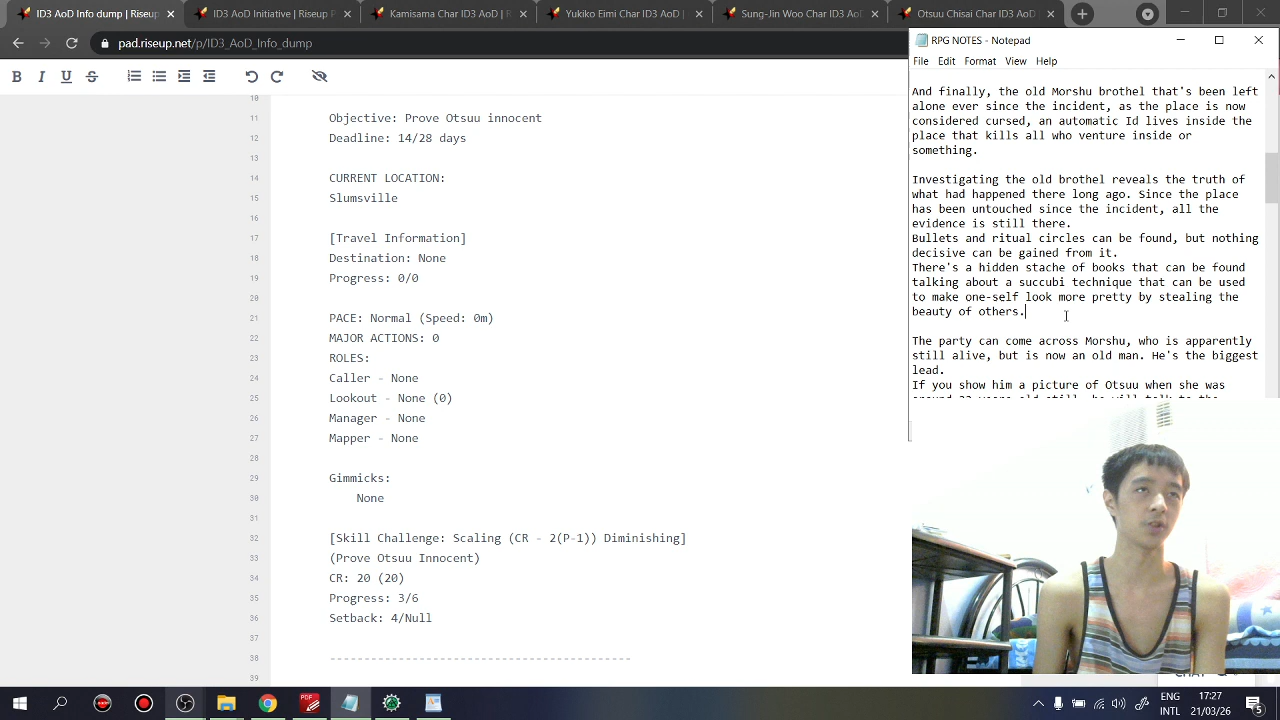 ID3 AoD Info dump | Riseup
ID3 AoD Initiative | Riseup P
Kamisama Char ID3 AoD | R
Yukiko Eimi Char ID3 AoD |
Sung-Jin Woo Char ID3 AoD
Otsuu Chisai Char ID3 AoD
pad.riseup.net/p/ID3_AoD_Info_dump
B I U S
10
11 Objective: Prove Otsuu innocent
12 Deadline: 14/28 days
13
14 CURRENT LOCATION:
15 Slumsville
16
17 [Travel Information]
18 Destination: None
19 Progress: 0/0
20
21 PACE: Normal (Speed: 0m)
22 MAJOR ACTIONS: 0
23 ROLES:
24 Caller - None
25 Lookout - None (0)
26 Manager - None
27 Mapper - None
28
29 Gimmicks:
30 None
31
32 [Skill Challenge: Scaling (CR - 2(P-1)) Diminishing]
33 (Prove Otsuu Innocent)
34 CR: 20 (20)
35 Progress: 3/6
36 Setback: 4/Null
37
38 --------------------------------------------
39
RPG NOTES - Notepad
File Edit Format View Help
And finally, the old Morshu brothel that's been left
alone ever since the incident, as the place is now
considered cursed, an automatic Id lives inside the
place that kills all who venture inside or
something.
Investigating the old brothel reveals the truth of
what had happened there long ago. Since the place
has been untouched since the incident, all the
evidence is still there.
Bullets and ritual circles can be found, but nothing
decisive can be gained from it.
There's a hidden stache of books that can be found
talking about a succubi technique that can be used
to make one-self look more pretty by stealing the
beauty of others.
The party can come across Morshu, who is apparently
still alive, but is now an old man. He's the biggest
lead.
If you show him a picture of Otsuu when she was
ENG
INTL
17:27
21/03/26
5